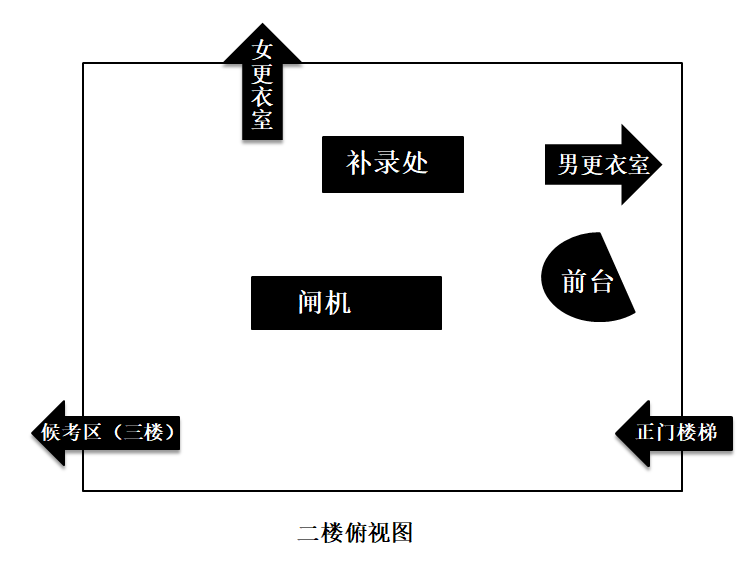 女更衣室
补录处
男更衣室
前台
闸机
候考区（三楼）
正门楼梯
二楼俯视图